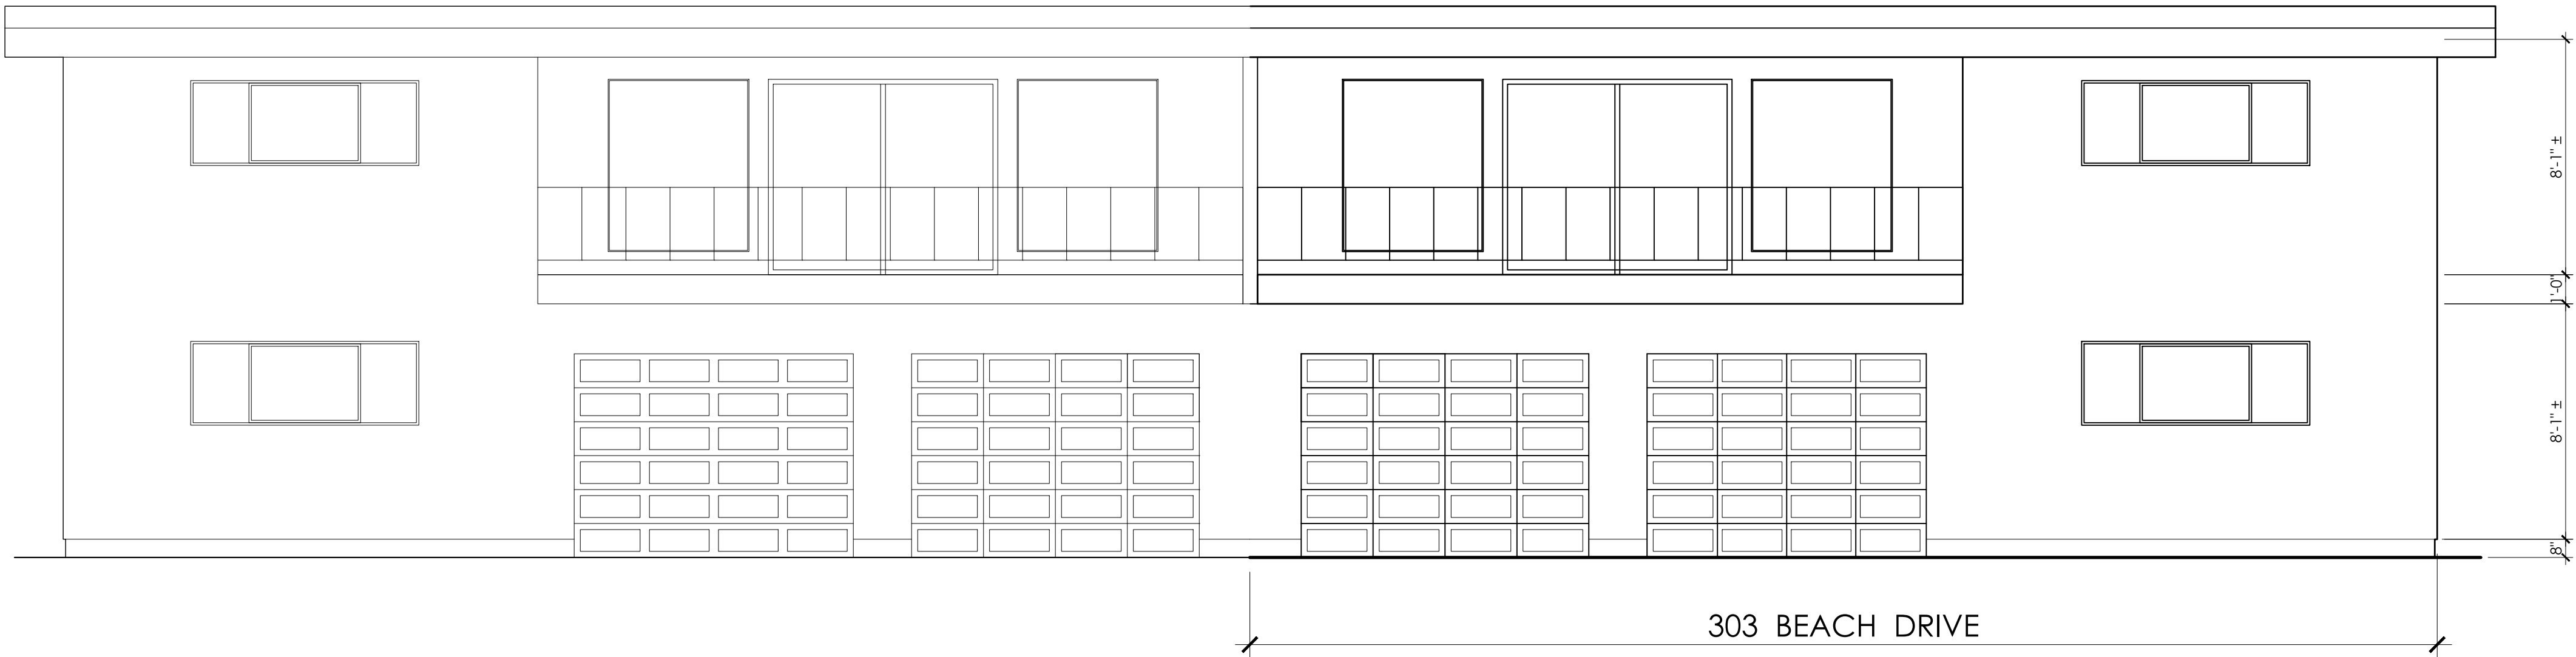 8'-1" ±
1'-0"
8'-1" ±
8"
303 BEACH DRIVE